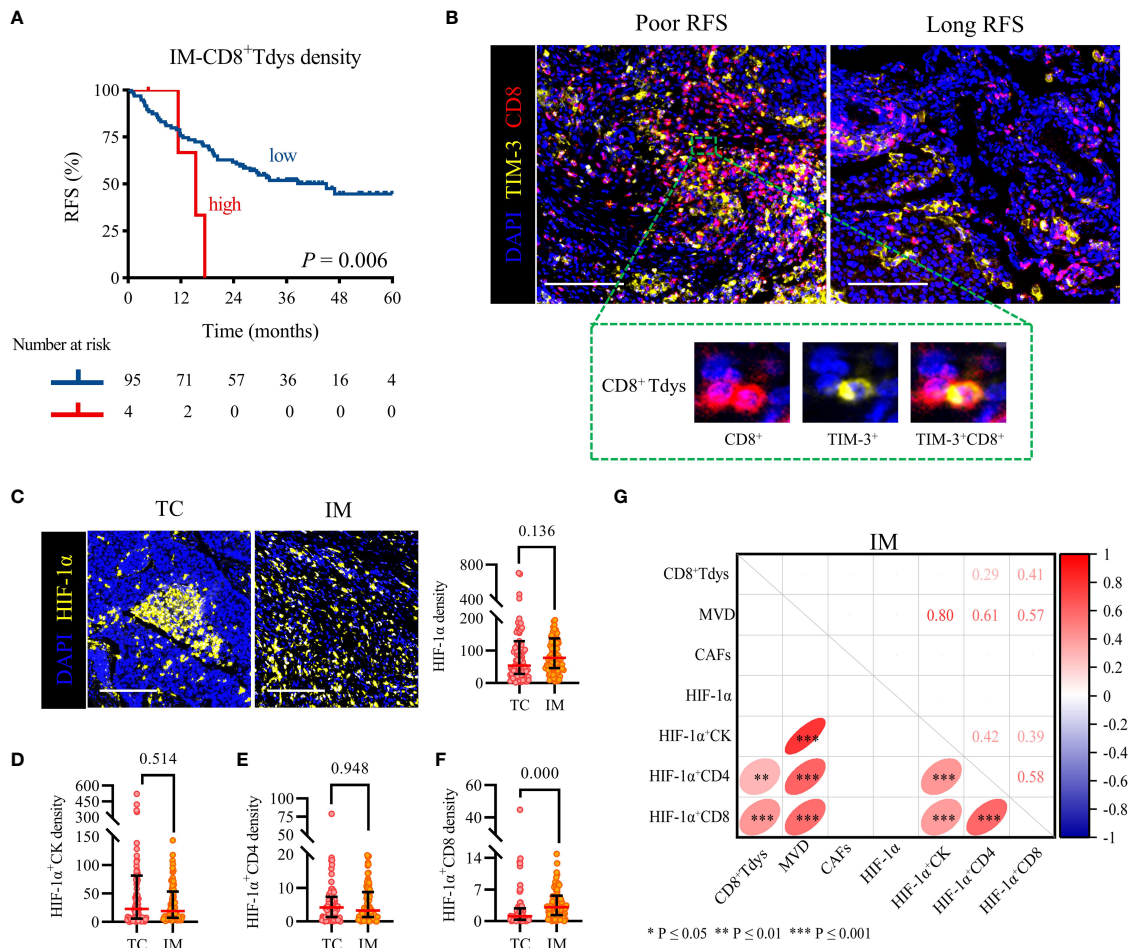 A
IM-CD8+Tdys density
RFS (%)
100
75
50
25
0
low
high
P = 0.006
0 12 24 36 48 60
Time (months)
Number at risk
95 71 57 36 16 4
4 2 0 0 0 0
B
Poor RFS
Long RFS
DAPI TIM-3 CD8
CD8+ Tdys
CD8+
TIM-3+
TIM-3+CD8+
C
TC
IM
DAPI HIF-1α
0.136
HIF-1α density
800
400
200
100
0
TC IM
D
0.514
HIF-1α+CK density
600
450
300
150
100
50
0
TC IM
E
0.948
HIF-1α+CD4 density
100
75
50
20
10
0
TC IM
F
0.000
HIF-1α+CD8 density
60
40
14
7
0
TC IM
G
IM
CD8+Tdys 0.29 0.41
MVD 0.80 0.61 0.57
CAFs
HIF-1α
HIF-1α+CK *** 0.42 0.39
HIF-1α+CD4 ** *** *** 0.58
HIF-1α+CD8 *** *** *** ***
CD8+Tdys MVD CAFs HIF-1α HIF-1α+CK HIF-1α+CD4 HIF-1α+CD8
1
0.8
0.6
0.4
0.2
0
-0.2
-0.4
-0.6
-0.8
-1
* P ≤ 0.05 ** P ≤ 0.01 *** P ≤ 0.001